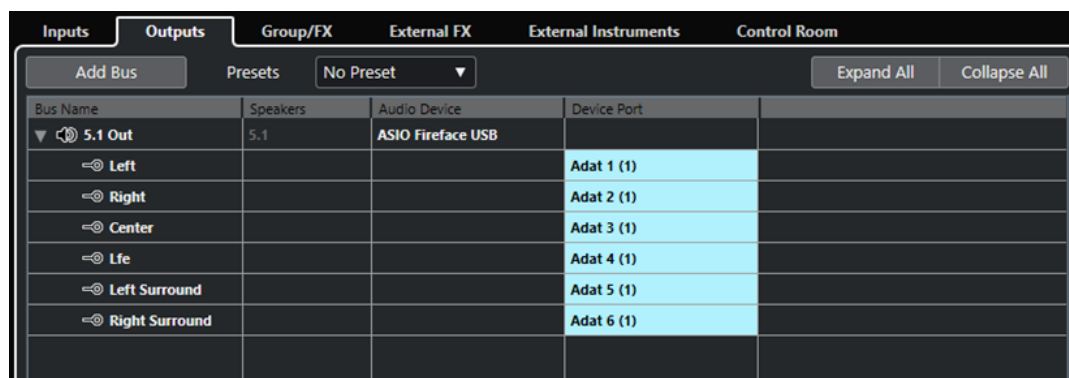 Inputs Outputs Group/FX External FX External Instruments Control Room
Add Bus Presets No Preset Expand All Collapse All
Bus Name Speakers Audio Device Device Port
5.1 Out 5.1 ASIO Fireface USB
Left Adat 1 (1)
Right Adat 2 (1)
Center Adat 3 (1)
Lfe Adat 4 (1)
Left Surround Adat 5 (1)
Right Surround Adat 6 (1)